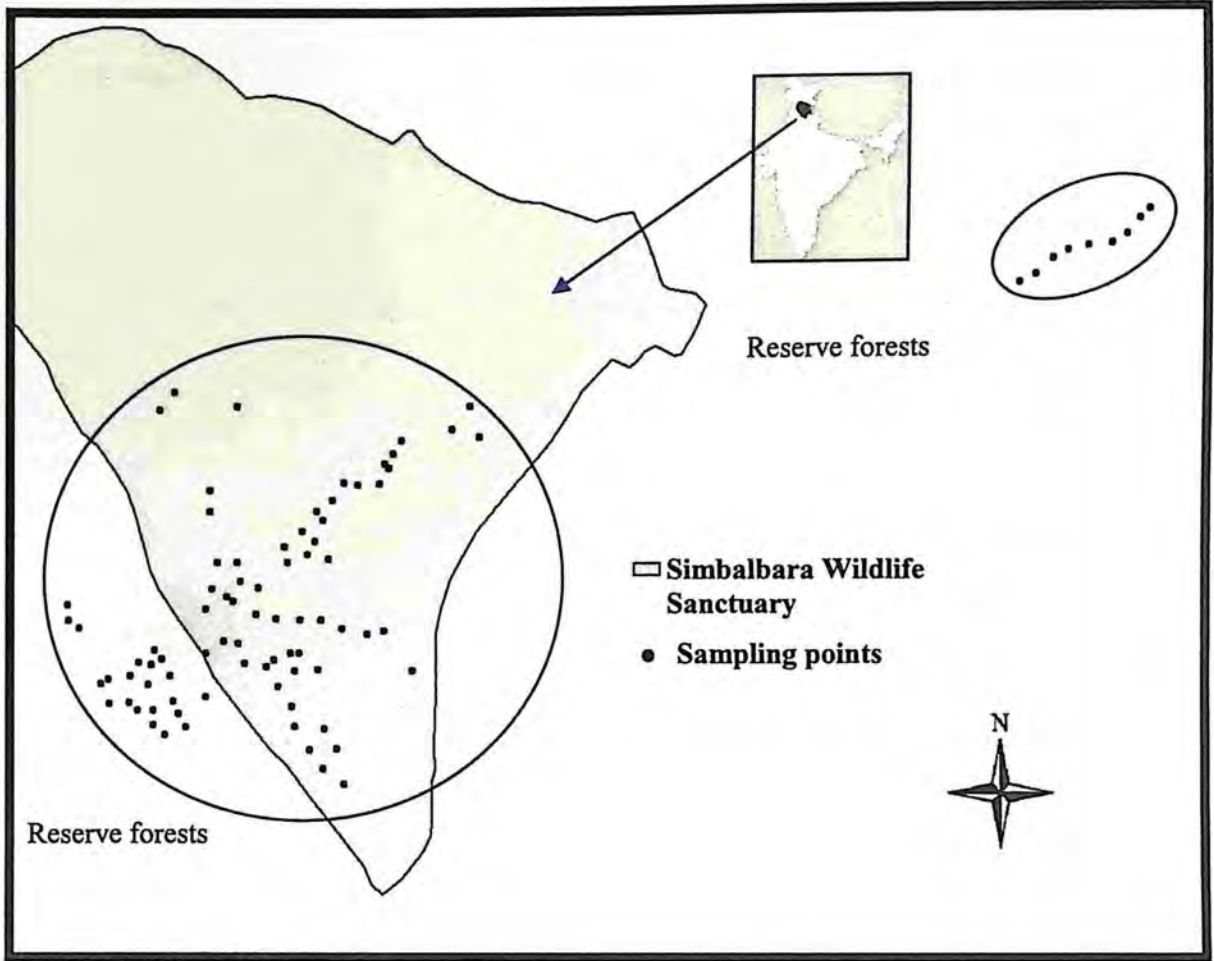 Reserve forests
Simbalbara Wildlife
Sanctuary
Sampling points
N
Reserve forests